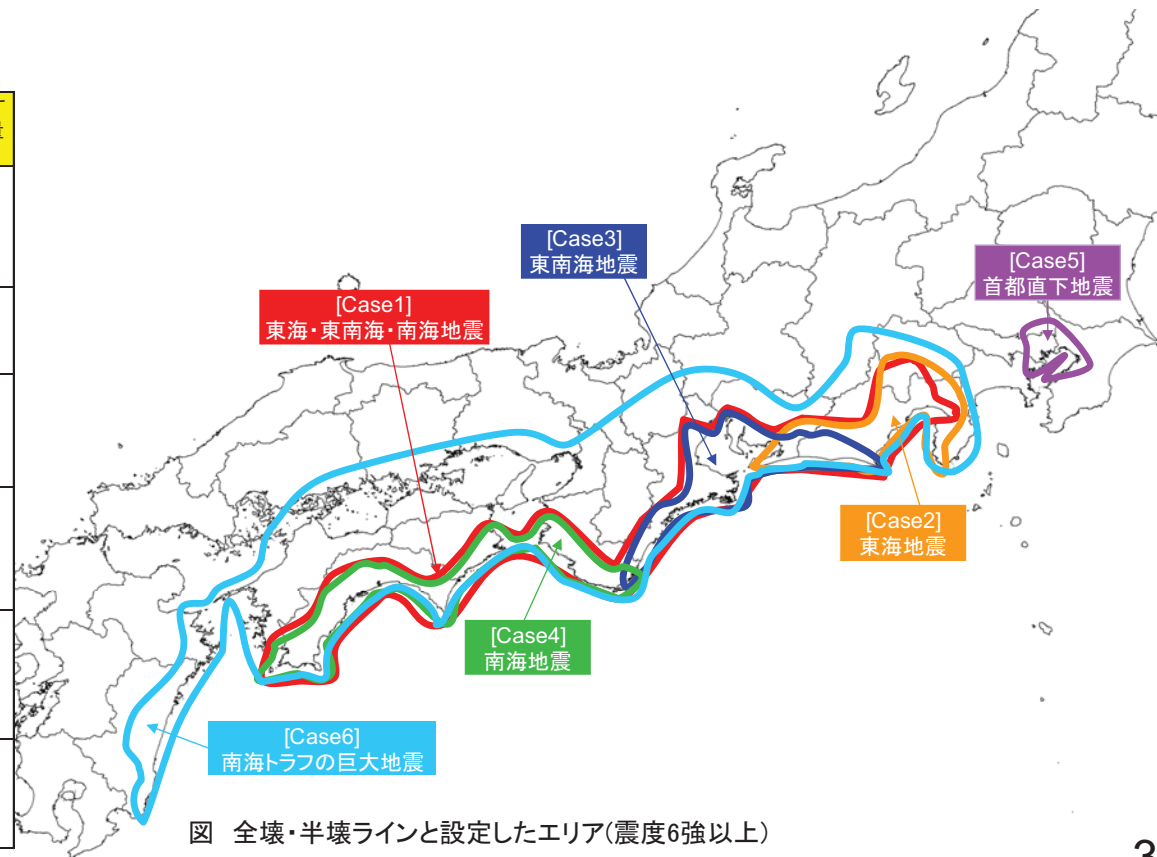 [Case3]
東南海地震
[Case5]
首都直下地震
[Case1]
東海・東南海・南海地震
[Case2]
東海地震
[Case4]
南海地震
[Case6]
南海トラフの巨大地震
図 全壊・半壊ラインと設定したエリア(震度6強以上)
3